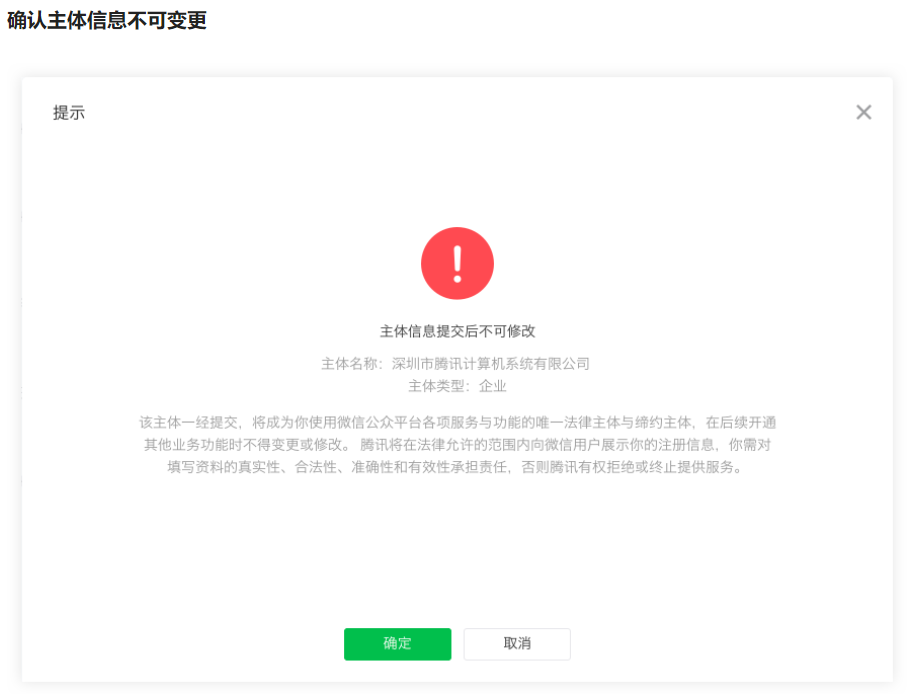 确认主体信息不可变更
提示
主体信息提交后不可修改
主体名称：深圳市腾讯计算机系统有限公司
主体类型：企业
该主体一经提交，将成为你使用微信公众平台各项服务与功能的唯一法律主体与缔约主体，在后续开通
其他业务功能时不得变更或修改。 腾讯将在法律允许的范围内向微信用户展示你的注册信息，你需对
填写资料的真实性、合法性、准确性和有效性承担责任，否则腾讯有权拒绝或终止提供服务。
确定
取消